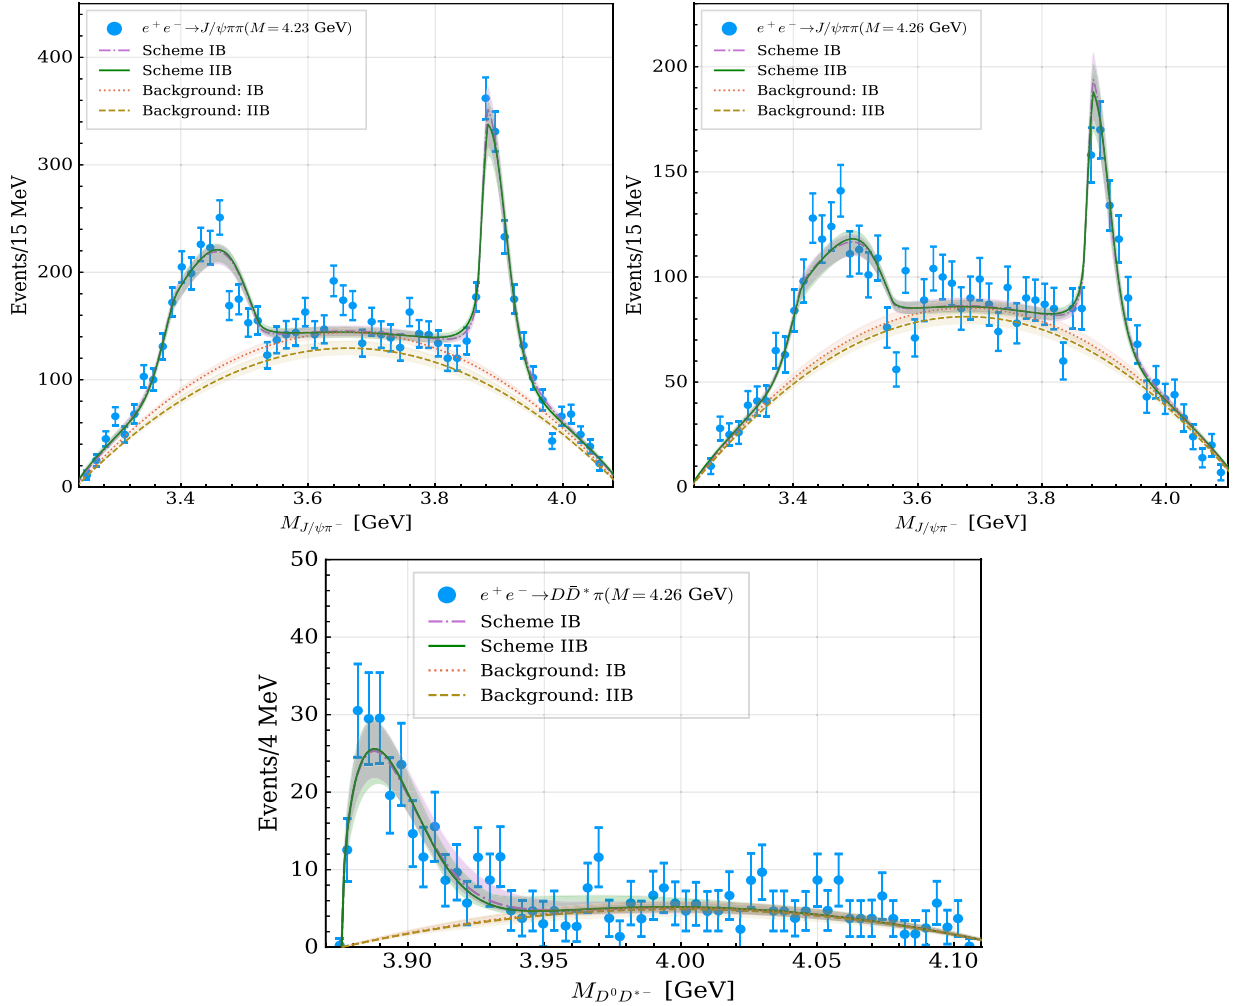 e⁺e⁻→J/ψππ(M=4.23 GeV)
Scheme IB
Scheme IIB
Background: IB
Background: IIB
Events/15 MeV
400
300
200
100
0
3.4
3.6
3.8
4.0
M_{J/ψπ⁻} [GeV]
e⁺e⁻→J/ψππ(M=4.26 GeV)
Scheme IB
Scheme IIB
Background: IB
Background: IIB
Events/15 MeV
200
150
100
50
0
3.4
3.6
3.8
4.0
M_{J/ψπ⁻} [GeV]
e⁺e⁻→DD̄*π(M=4.26 GeV)
Scheme IB
Scheme IIB
Background: IB
Background: IIB
Events/4 MeV
50
40
30
20
10
0
3.90
3.95
4.00
4.05
4.10
M_{D⁰D*⁻} [GeV]